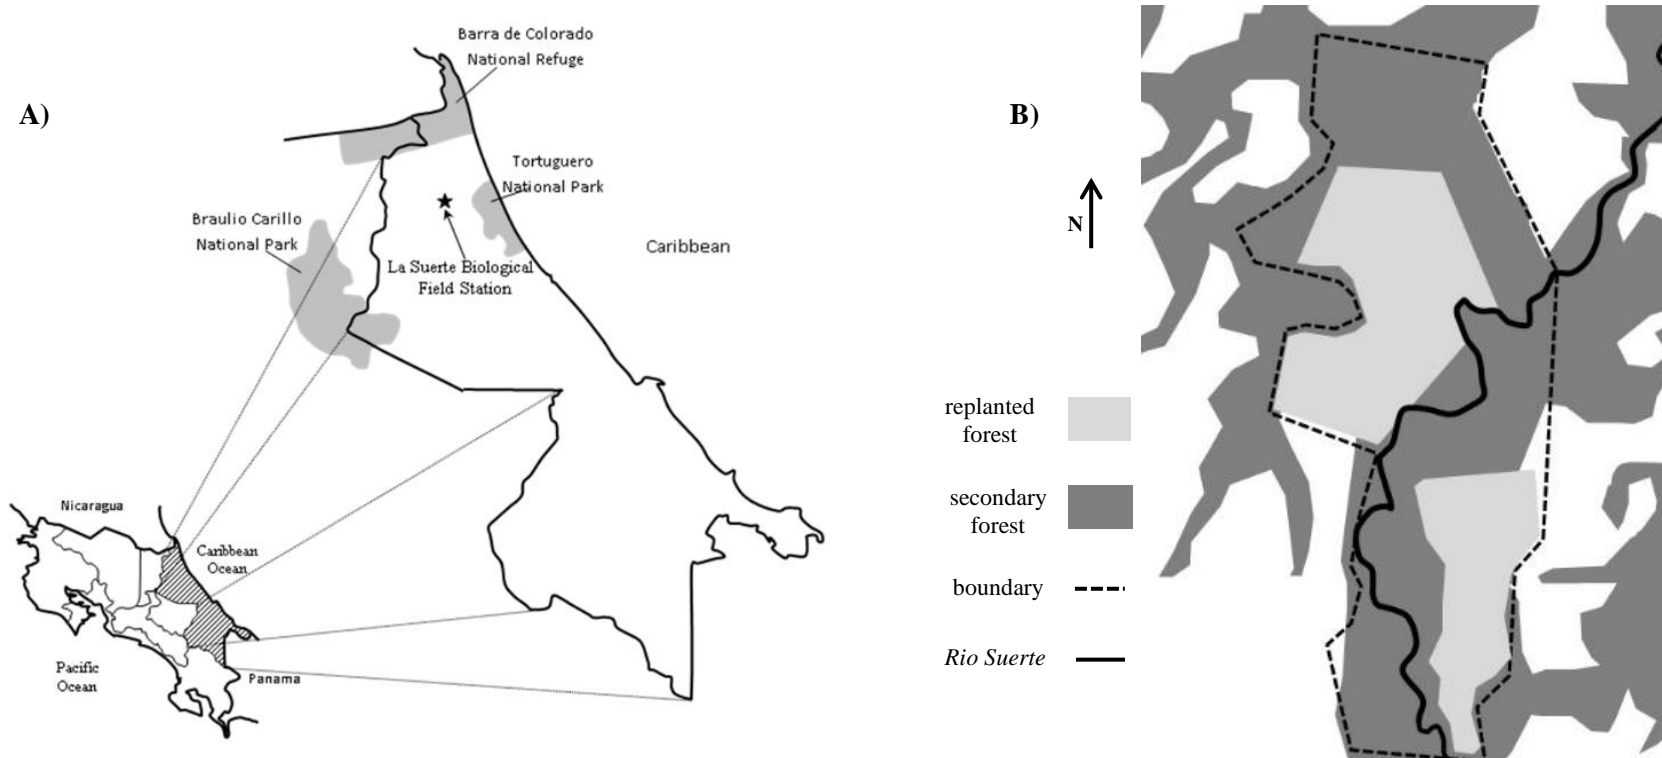 A)
Barra de Colorado
National Refuge
Tortuguero
National Park
Braulio Carillo
National Park
La Suerte Biological
Field Station
Caribbean
Nicaragua
Caribbean
Ocean
Pacific
Ocean
Panama
B)
N
replanted
forest
secondary
forest
boundary
Rio Suerte